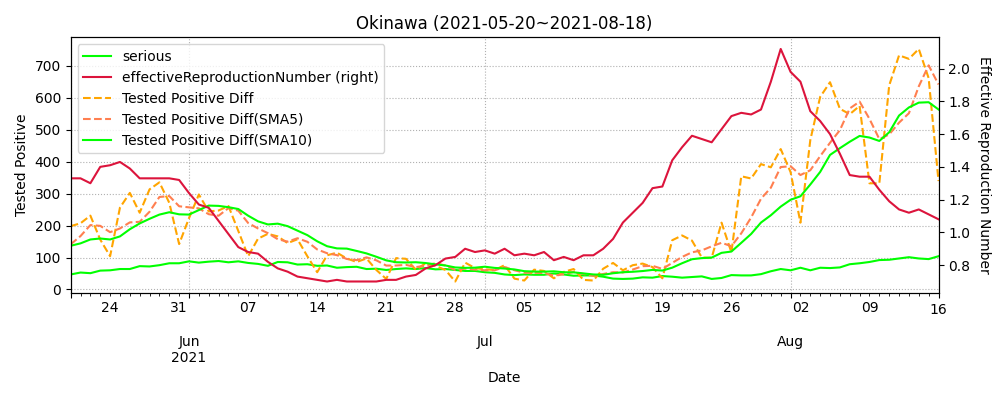 Okinawa (2021-05-20~2021-08-18)
serious
effectiveReproductionNumber (right)
Tested Positive Diff
Tested Positive Diff(SMA5)
Tested Positive Diff(SMA10)
Tested Positive
700
600
500
400
300
200
100
0
2.0
1.8
1.6
1.4
1.2
1.0
0.8
Effective Reproduction Number
24 31 07 14 21 28 05 12 19 26 02 09 16
Jun Jul Aug
2021
Date